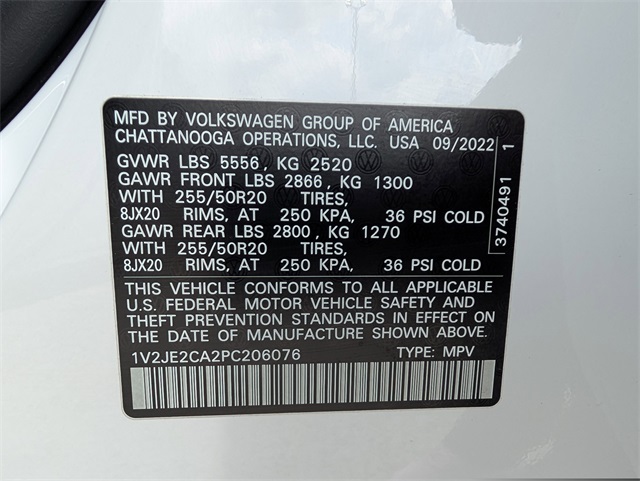 MFD BY VOLKSWAGEN GROUP OF AMERICA
CHATTANOOGA OPERATIONS, LLC. USA 09/2022
GVWR LBS 5556, KG 2520
GAWR FRONT LBS 2866, KG 1300
WITH 255/50R20 TIRES,
8JX20 RIMS, AT 250 KPA, 36 PSI COLD
GAWR REAR LBS 2800, KG 1270
WITH 255/50R20 TIRES,
8JX20 RIMS, AT 250 KPA, 36 PSI COLD
THIS VEHICLE CONFORMS TO ALL APPLICABLE
U.S. FEDERAL MOTOR VEHICLE SAFETY AND
THEFT PREVENTION STANDARDS IN EFFECT ON
THE DATE OF MANUFACTURE SHOWN ABOVE.
1V2JE2CA2PC206076 TYPE: MPV
3740491 1